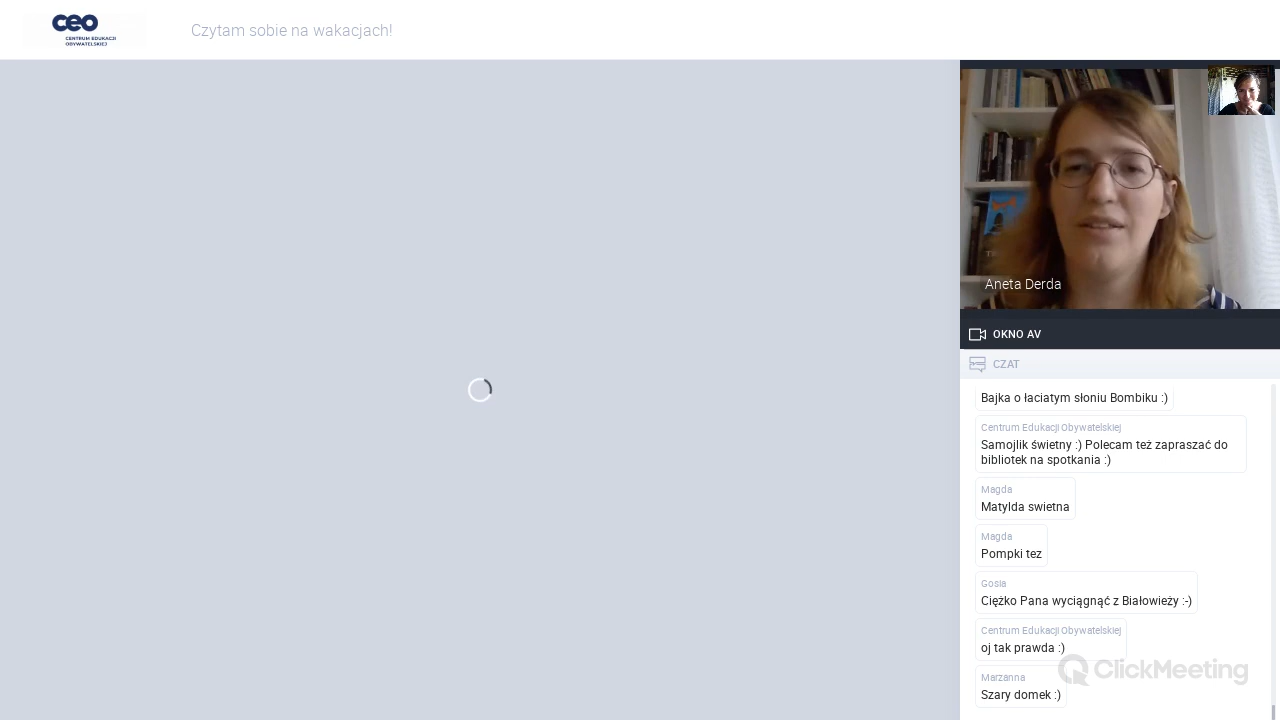 ceo
CENTRUM EDUKACJI
OBYWATELSKIEJ
Czytam sobie na wakacjach!
Aneta Derda
OKNO AV
CZAT
Bajka o łaciatym słoniu Bombiku :)
Centrum Edukacji Obywatelskiej
Samojlik świetny :) Polecam też zapraszać do
bibliotek na spotkania :)
Magda
Matylda swietna
Magda
Pompki tez
Gosia
Ciężko Pana wyciągnąć z Białowieży :-)
Centrum Edukacji Obywatelskiej
oj tak prawda :)
ClickMeeting
Marzanna
Szary domek :)